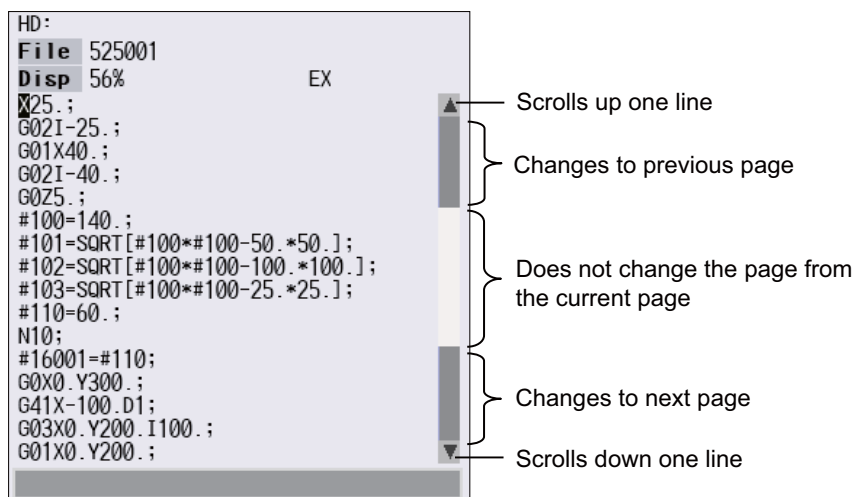 HD:
File 525001
Disp 56% EX
X25.;
G02I-25.;
G01X40.;
G02I-40.;
G0Z5.;
#100=140.;
#101=SQRT[#100*#100-50.*50.];
#102=SQRT[#100*#100-100.*100.];
#103=SQRT[#100*#100-25.*25.];
#110=60.;
N10;
#16001=#110;
G0X0.Y300.;
G41X-100.D1;
G03X0.Y200.I100.;
G01X0.Y200.;
Scrolls up one line
Changes to previous page
Does not change the page from
the current page
Changes to next page
Scrolls down one line